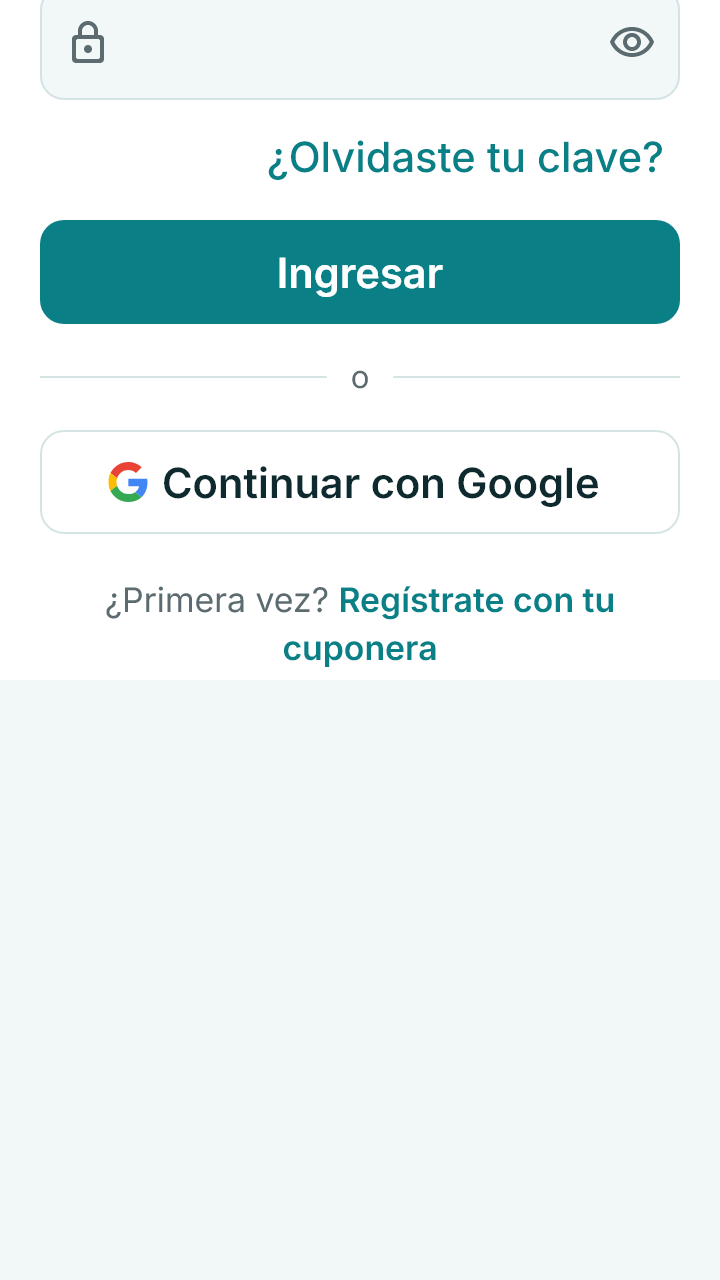 ¿Olvidaste tu clave?
Ingresar
o
Continuar con Google
¿Primera vez? Regístrate con tu
cuponera